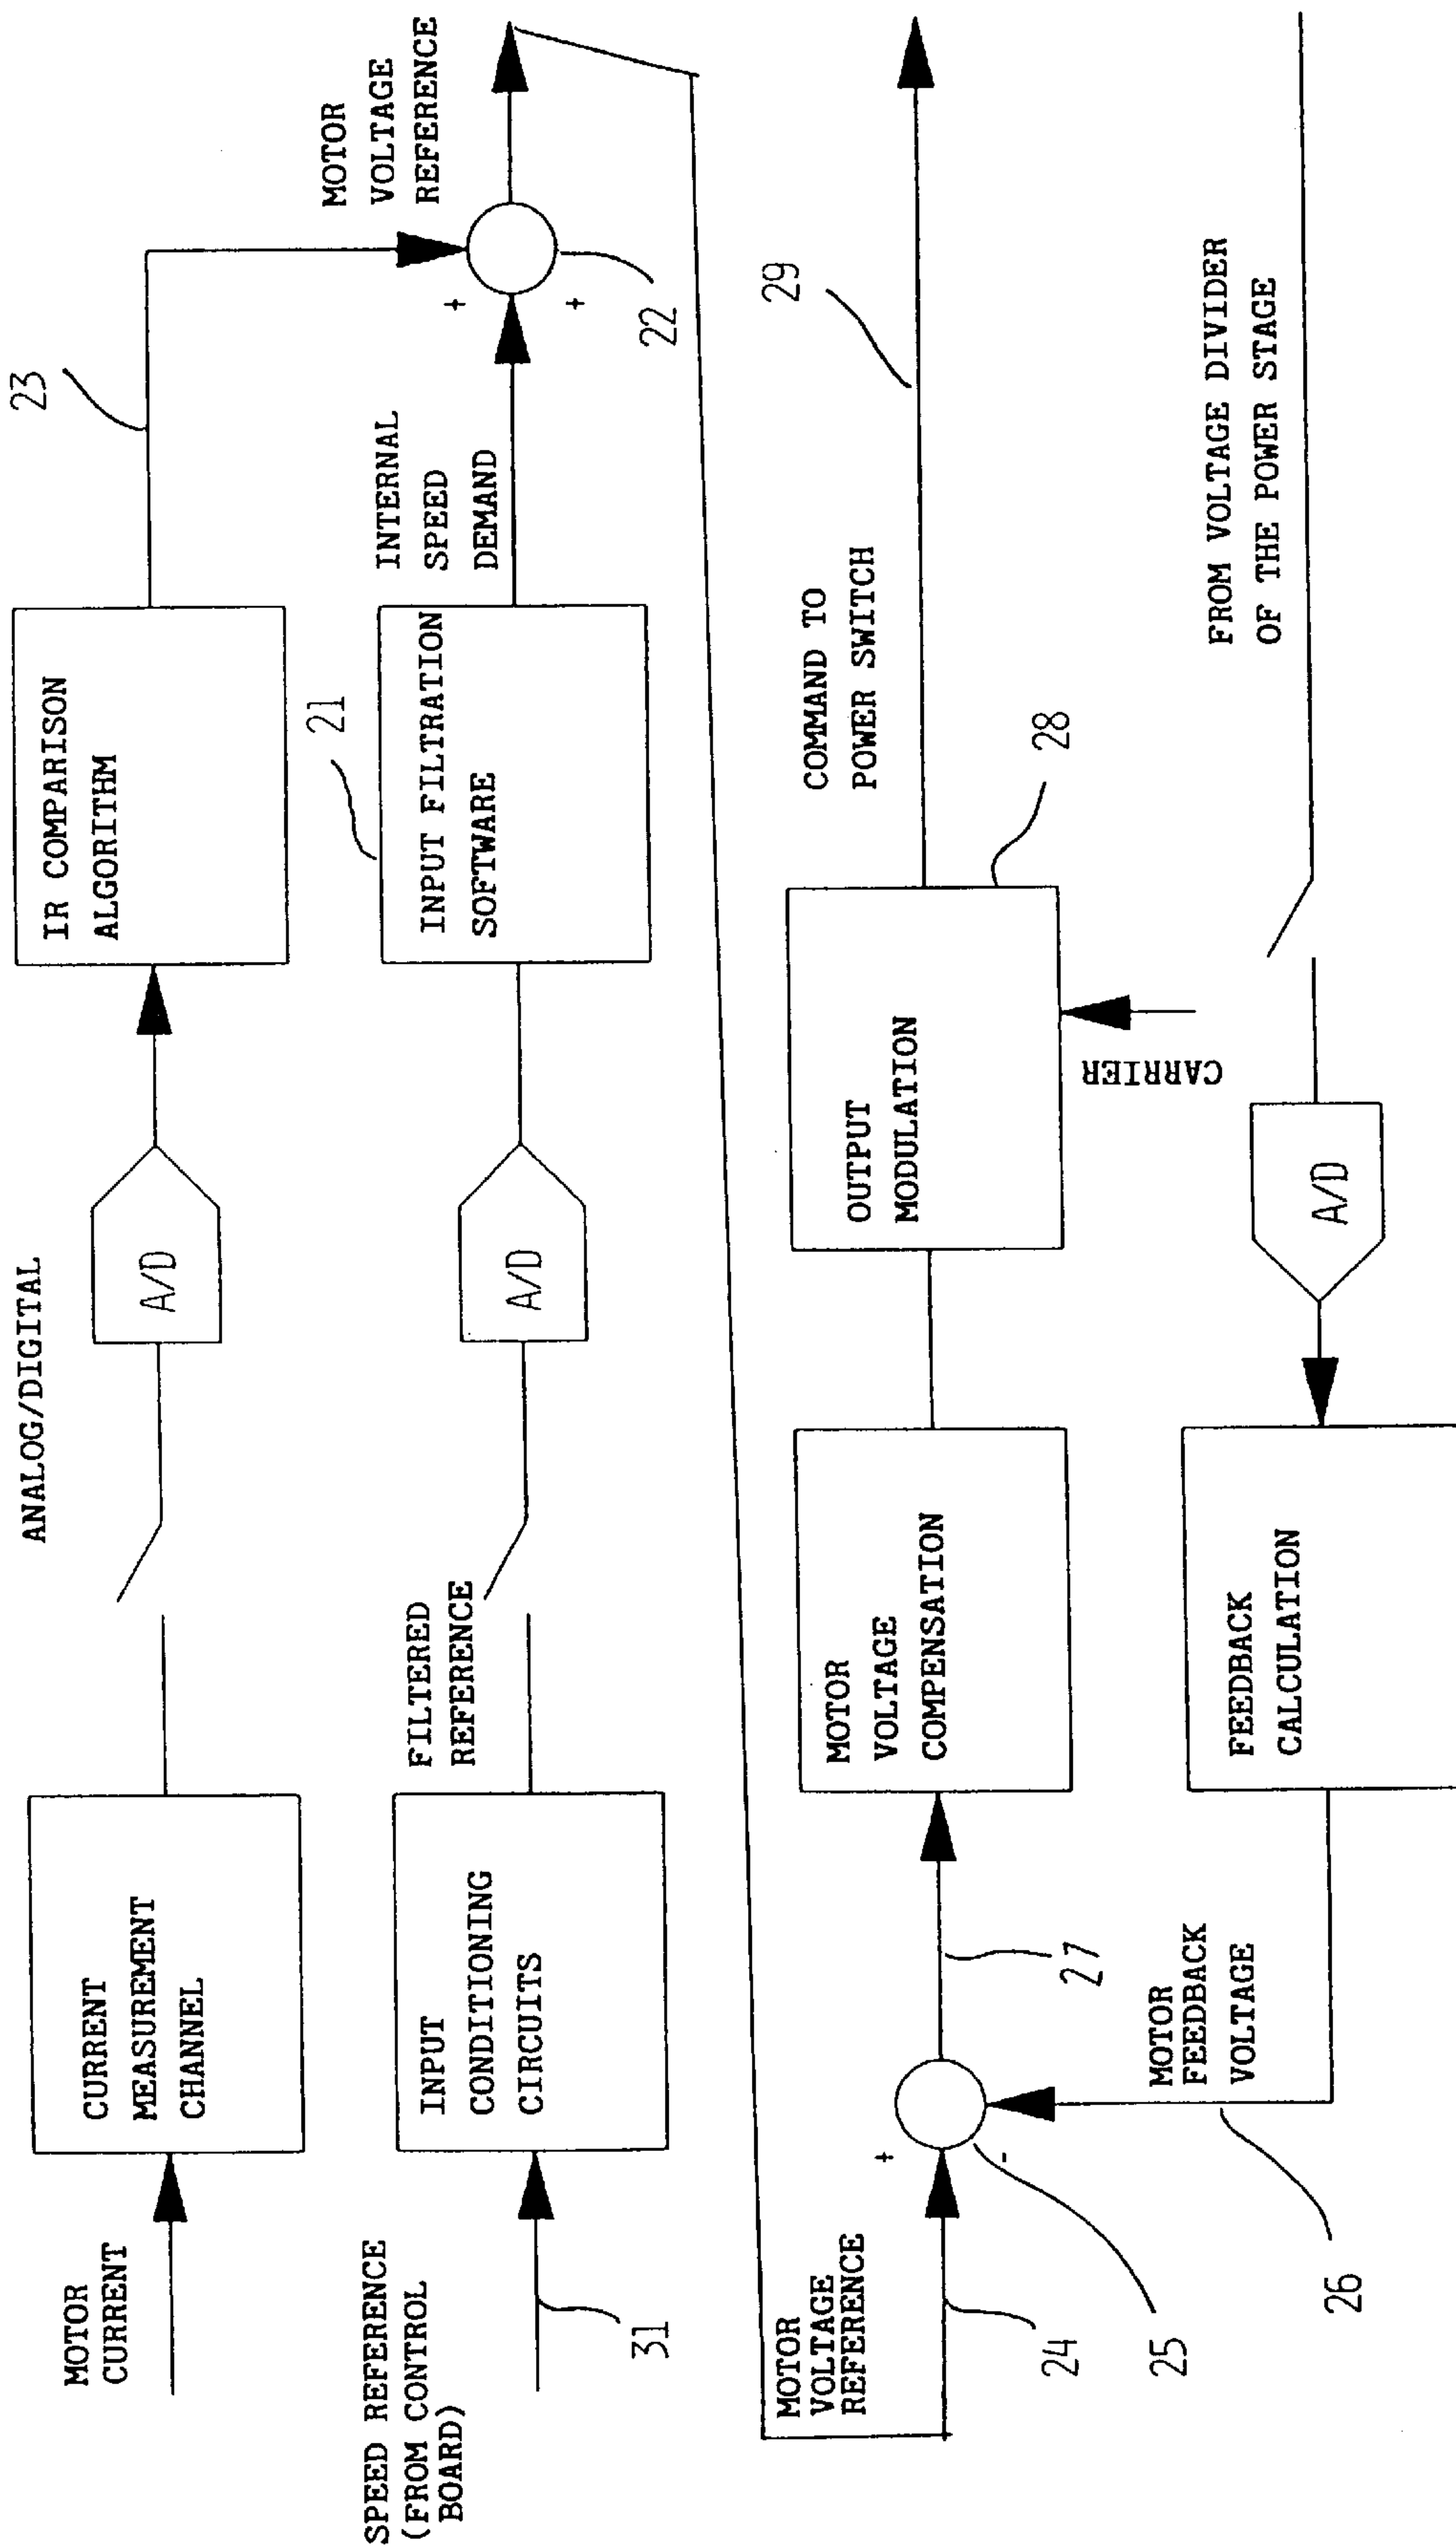 MOTOR
CURRENT
CURRENT
MEASUREMENT
CHANNEL
ANALOG/DIGITAL
A/D
IR COMPARISON
ALGORITHM
23
SPEED REFERENCE
(FROM CONTROL
BOARD)
31
INPUT
CONDITIONING
CIRCUITS
FILTERED
REFERENCE
A/D
21
INPUT FILTRATION
SOFTWARE
INTERNAL
SPEED
DEMAND
+
+
22
MOTOR
VOLTAGE
REFERENCE
MOTOR
VOLTAGE
REFERENCE
24
+
-
25
27
MOTOR
VOLTAGE
COMPENSATION
OUTPUT
MODULATION
28
CARRIER
COMMAND TO
POWER SWITCH
29
26
MOTOR
FEEDBACK
VOLTAGE
FEEDBACK
CALCULATION
A/D
FROM VOLTAGE DIVIDER
OF THE POWER STAGE